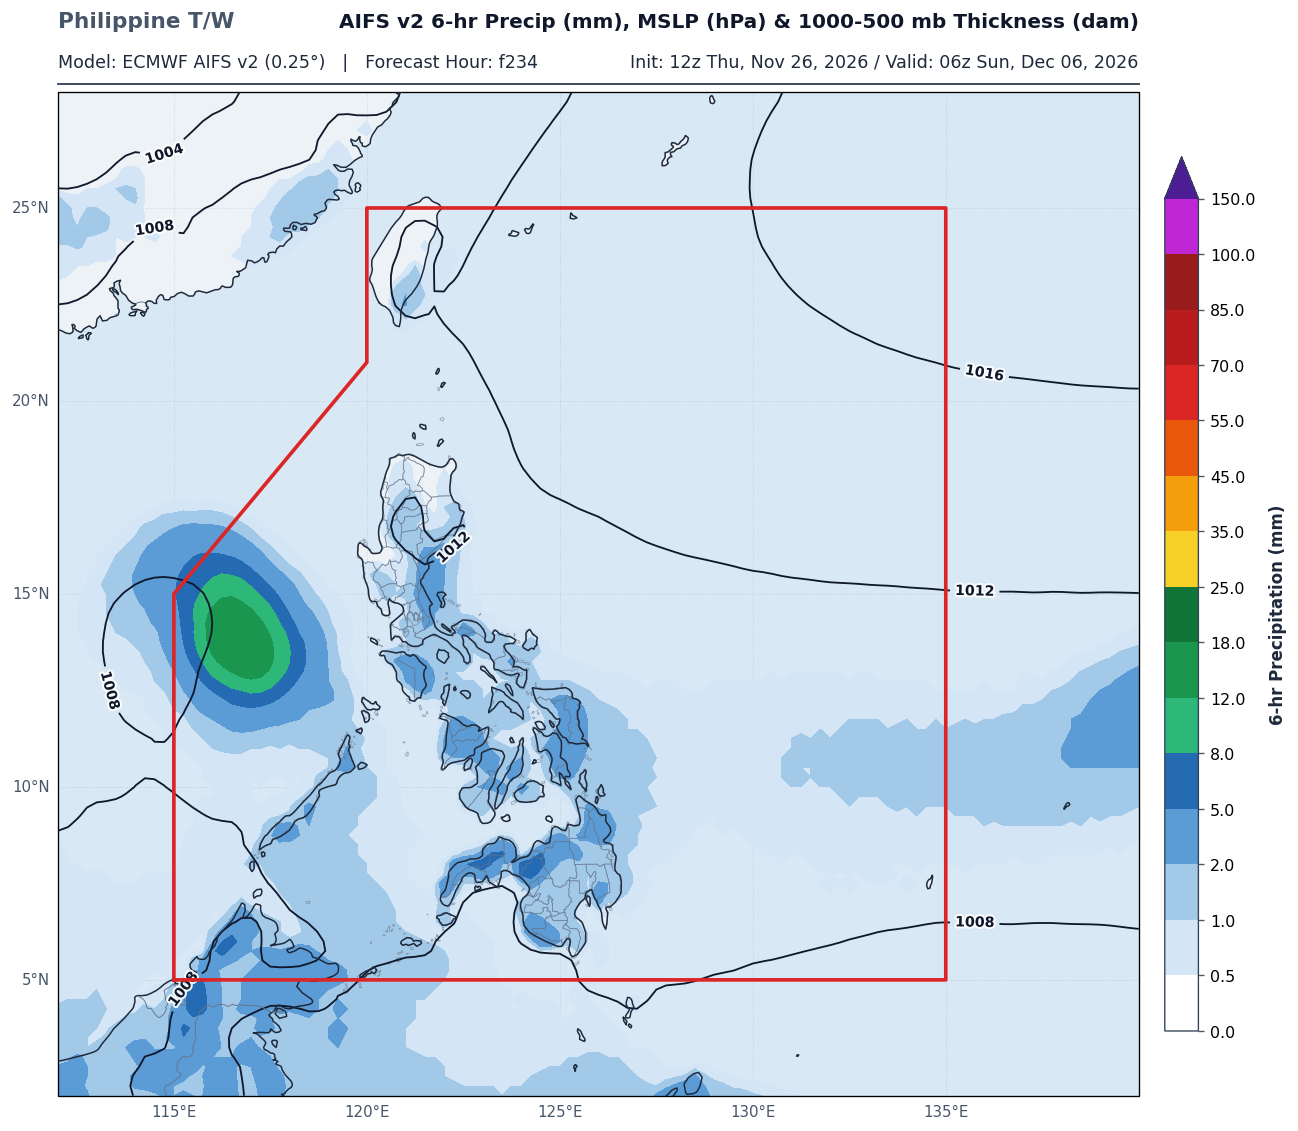 Philippine T/W
AIFS v2 6-hr Precip (mm), MSLP (hPa) & 1000-500 mb Thickness (dam)
Model: ECMWF AIFS v2 (0.25°) | Forecast Hour: f234
Init: 12z Thu, Nov 26, 2026 / Valid: 06z Sun, Dec 06, 2026
1004
1008
1016
1012
1012
1008
1008
1008
25°N
20°N
15°N
10°N
5°N
115°E
120°E
125°E
130°E
135°E
150.0
100.0
85.0
70.0
55.0
45.0
35.0
25.0
18.0
12.0
8.0
5.0
2.0
1.0
0.5
0.0
6-hr Precipitation (mm)